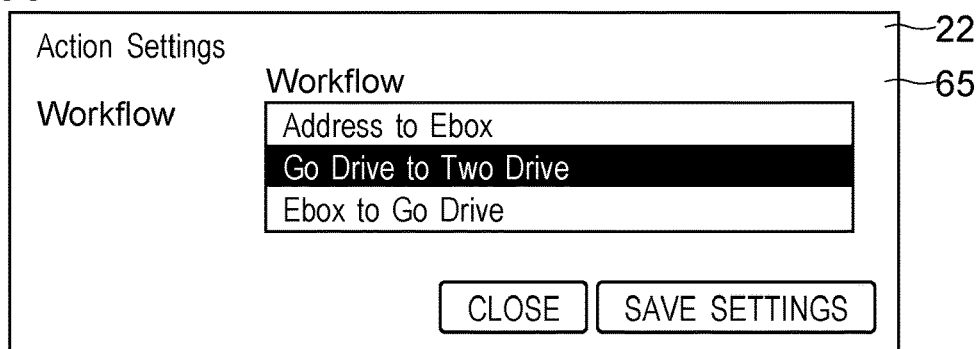 22
Action Settings
Workflow
65
Workflow
Address to Ebox
Go Drive to Two Drive
Ebox to Go Drive
CLOSE SAVE SETTINGS